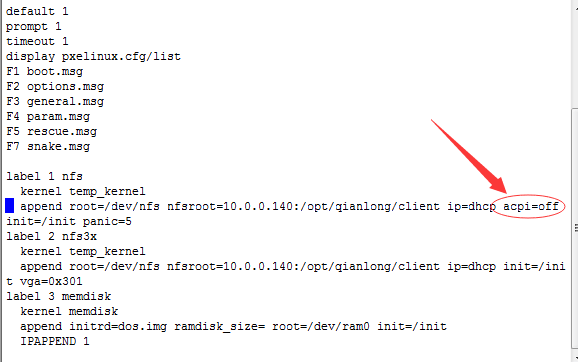 default 1
prompt 1
timeout 1
display pxelinux.cfg/list
F1 boot.msg
F2 options.msg
F3 general.msg
F4 param.msg
F5 rescue.msg
F7 snake.msg

label 1 nfs
  kernel temp_kernel
  append root=/dev/nfs nfsroot=10.0.0.140:/opt/qianlong/client ip=dhcp acpi=off
init=/init panic=5
label 2 nfs3x
  kernel temp_kernel
  append root=/dev/nfs nfsroot=10.0.0.140:/opt/qianlong/client ip=dhcp init=/ini
t vga=0x301
label 3 memdisk
  kernel memdisk
  append initrd=dos.img ramdisk_size= root=/dev/ram0 init=/init
  IPAPPEND 1